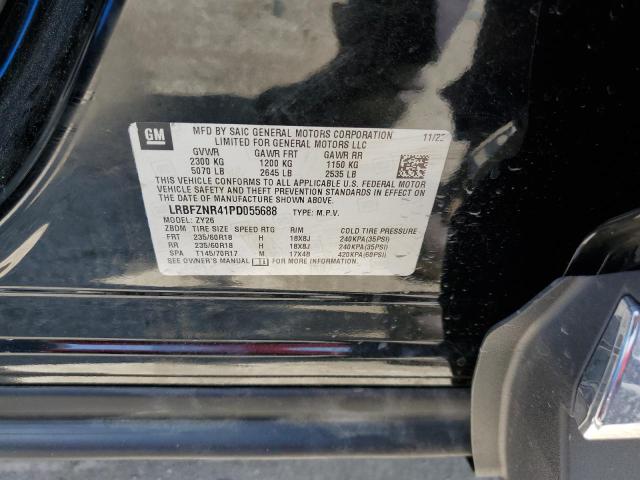 GM
MFD BY SAIC GENERAL MOTORS CORPORATION 11/22
LIMITED FOR GENERAL MOTORS LLC
GVWR GAWR FRT GAWR RR
2300 KG 1200 KG 1150 KG
5070 LB 2645 LB 2535 LB
THIS VEHICLE CONFORMS TO ALL APPLICABLE U.S. FEDERAL MOTOR
VEHICLE SAFETY AND THEFT PREVENTION STANDARDS IN EFFECT ON
THE DATE OF MANUFACTURE SHOWN ABOVE.
LRBFZNR41PD055688 TYPE: M.P.V.
MODEL: ZY26
ZBDM TIRE SIZE SPEED RTG RIM COLD TIRE PRESSURE
FRT 235/60R18 H 18X8J 240KPA(35PSI)
RR 235/60R18 H 18X8J 240KPA(35PSI)
SPA T145/70R17 M 17X4B 420KPA(60PSI)
SEE OWNER'S MANUAL FOR MORE INFORMATION.